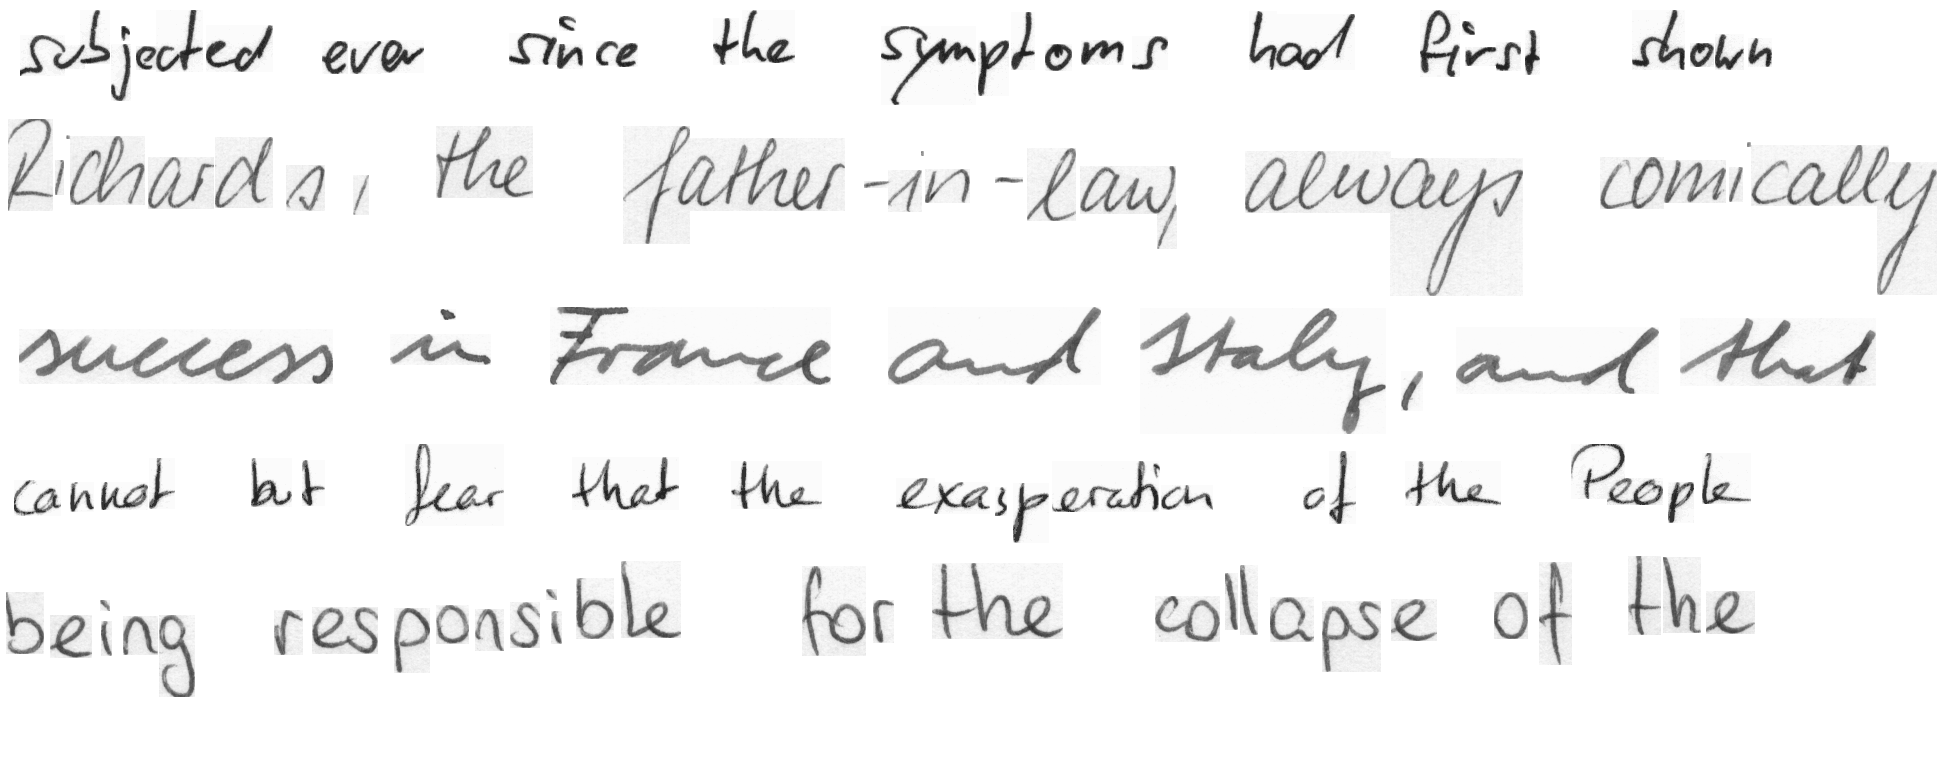 subjected ever since the symptoms had first shown
Richards, the father-in-law, always comically
success in France and Italy, and that
cannot but fear that the exasperation of the People
being responsible for the collapse of the